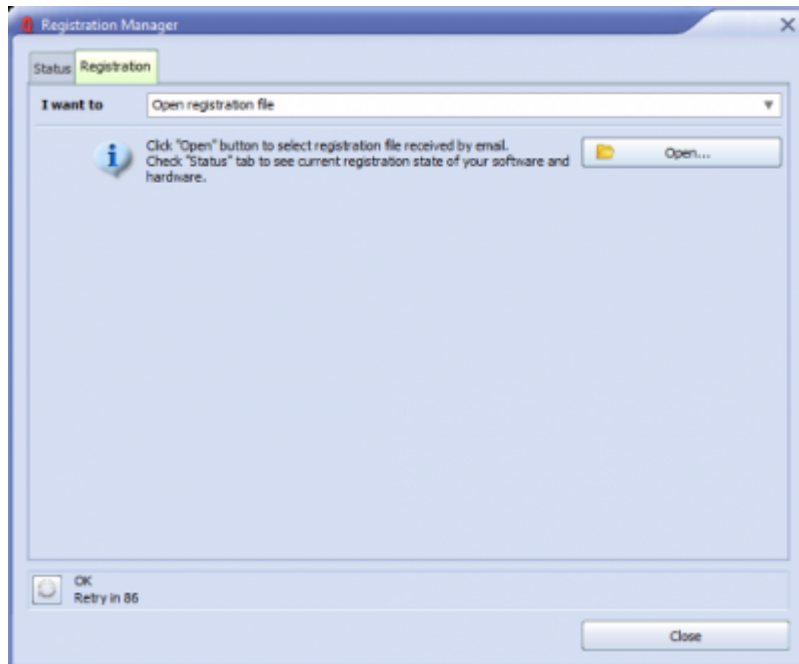 Registration Manager
Status Registration
I want to Open registration file
Click "Open" button to select registration file received by email.
Check "Status" tab to see current registration state of your software and
hardware.
Open...
OK
Retry in 86
Close